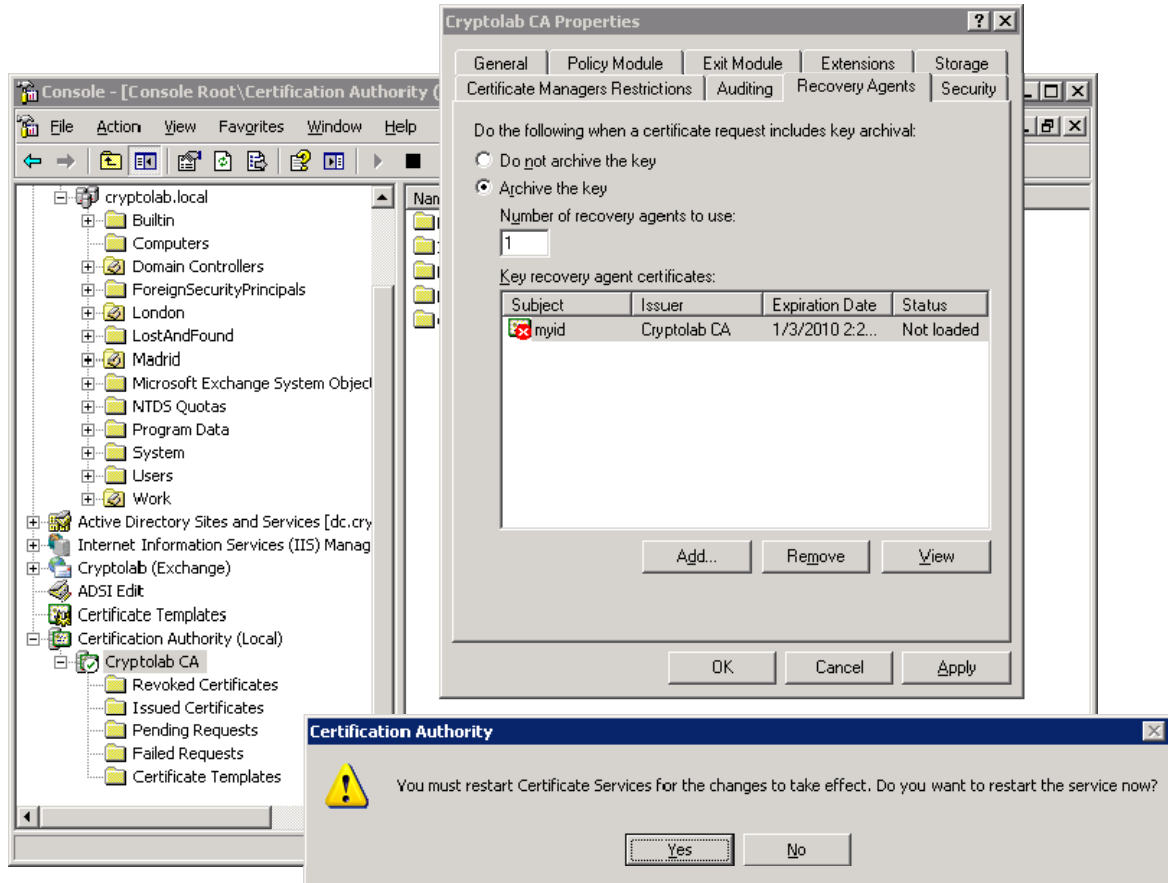 Cryptolab CA Properties
General Policy Module Exit Module Extensions Storage
Certificate Managers Restrictions Auditing Recovery Agents Security
Do the following when a certificate request includes key archival:
Do not archive the key
Archive the key
Number of recovery agents to use:
1
Key recovery agent certificates:
Subject Issuer Expiration Date Status
myid Cryptolab CA 1/3/2010 2:2... Not loaded
Add... Remove View
OK Cancel Apply
Console - [Console Root\Certification Authority (
File Action View Favorites Window Help
cryptolab.local
Builtin
Computers
Domain Controllers
ForeignSecurityPrincipals
London
LostAndFound
Madrid
Microsoft Exchange System Object
NTDS Quotas
Program Data
System
Users
Work
Active Directory Sites and Services [dc.cry
Internet Information Services (IIS) Manag
Cryptolab (Exchange)
ADSI Edit
Certificate Templates
Certification Authority (Local)
Cryptolab CA
Revoked Certificates
Issued Certificates
Pending Requests
Failed Requests
Certificate Templates
Nan
Certification Authority
You must restart Certificate Services for the changes to take effect. Do you want to restart the service now?
Yes No